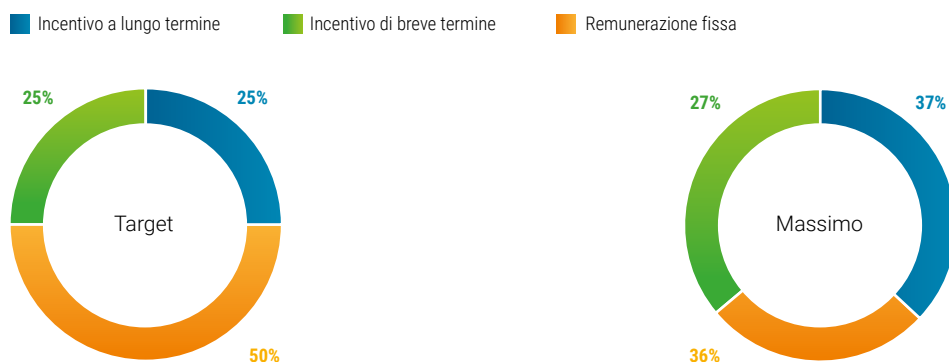 Incentivo a lungo termine Incentivo di breve termine Remunerazione fissa
25% 25% 27% 37%
Target Massimo
50% 36%